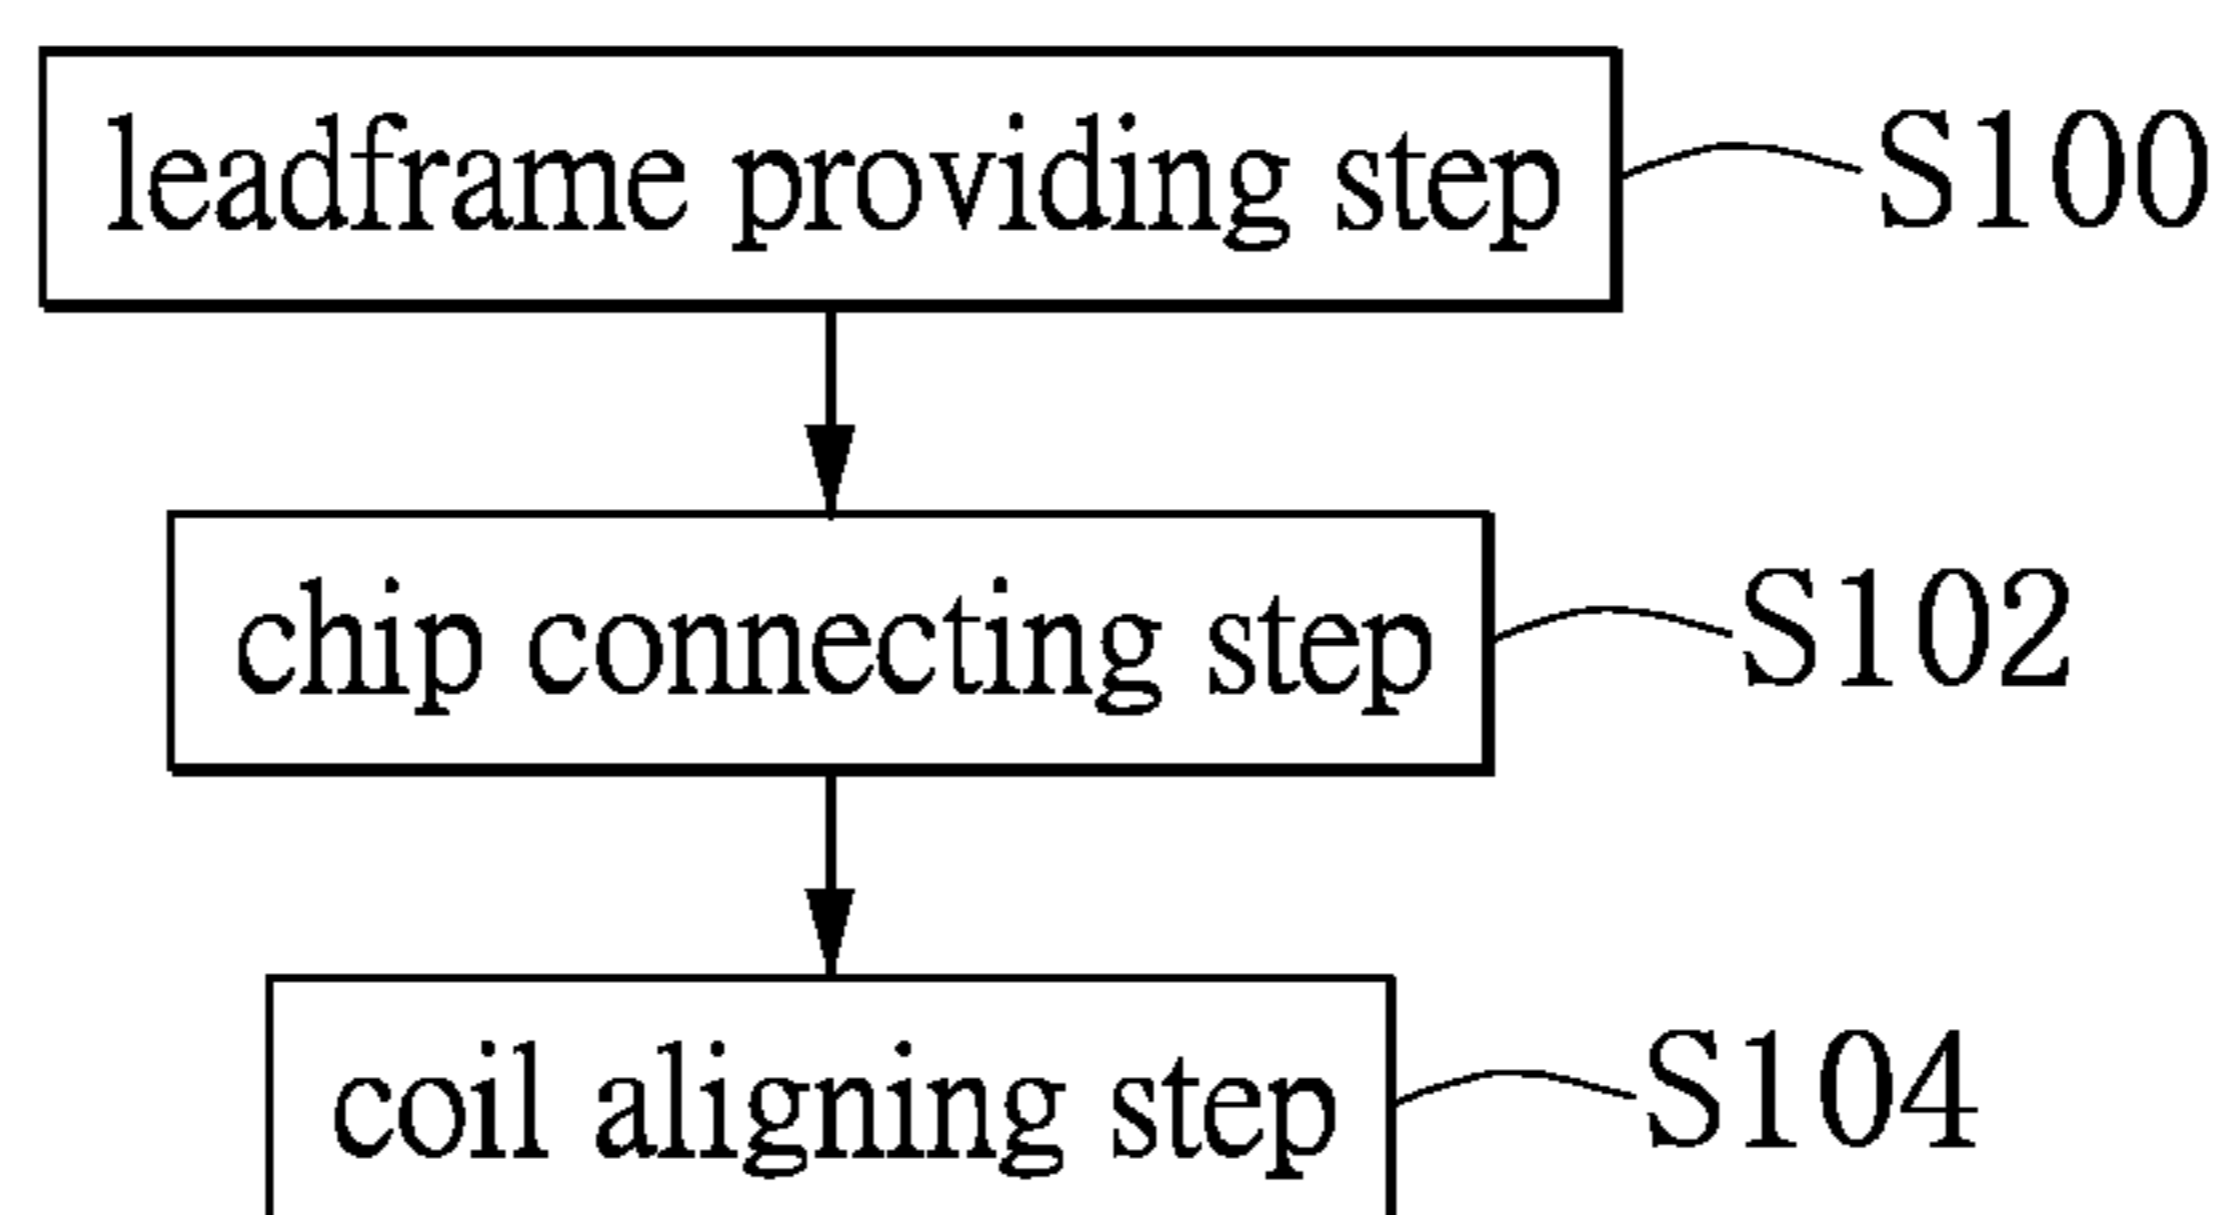 leadframe providing step S100
chip connecting step S102
coil aligning step S104